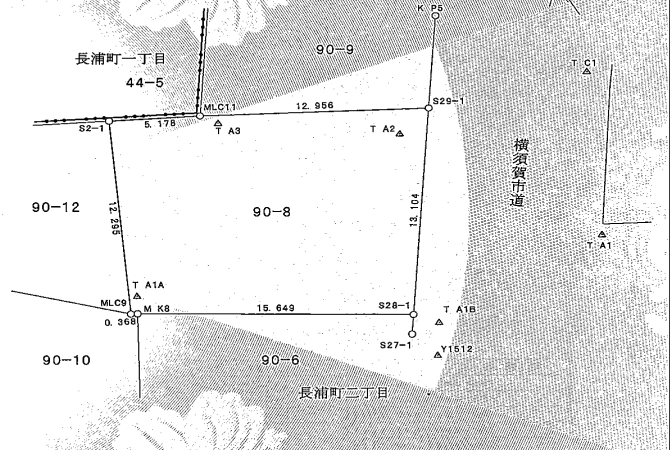 K P5
90-9
長浦町一丁目
44-5
T C1
MLC11
12.956
S29-1
S2-1
5.178
T A3
T A2
横須賀市道
90-12
12.295
90-8
13.104
T A1
T A1A
MLC9
M K8
15.649
S28-1
T A1B
0.368
S27-1
Y1512
90-10
90-6
長浦町二丁目